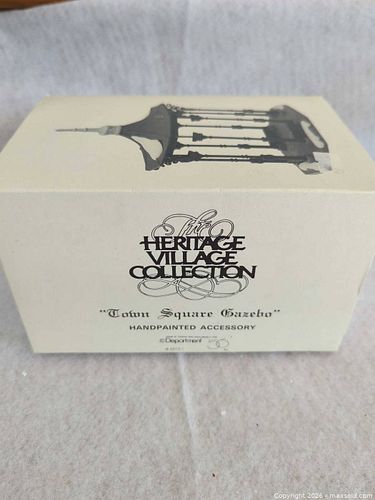 The
HERITAGE
VILLAGE
COLLECTION
"Town Square Gazebo"
HANDPAINTED ACCESSORY
©Department 56
Copyright 2026 • maxsold.com